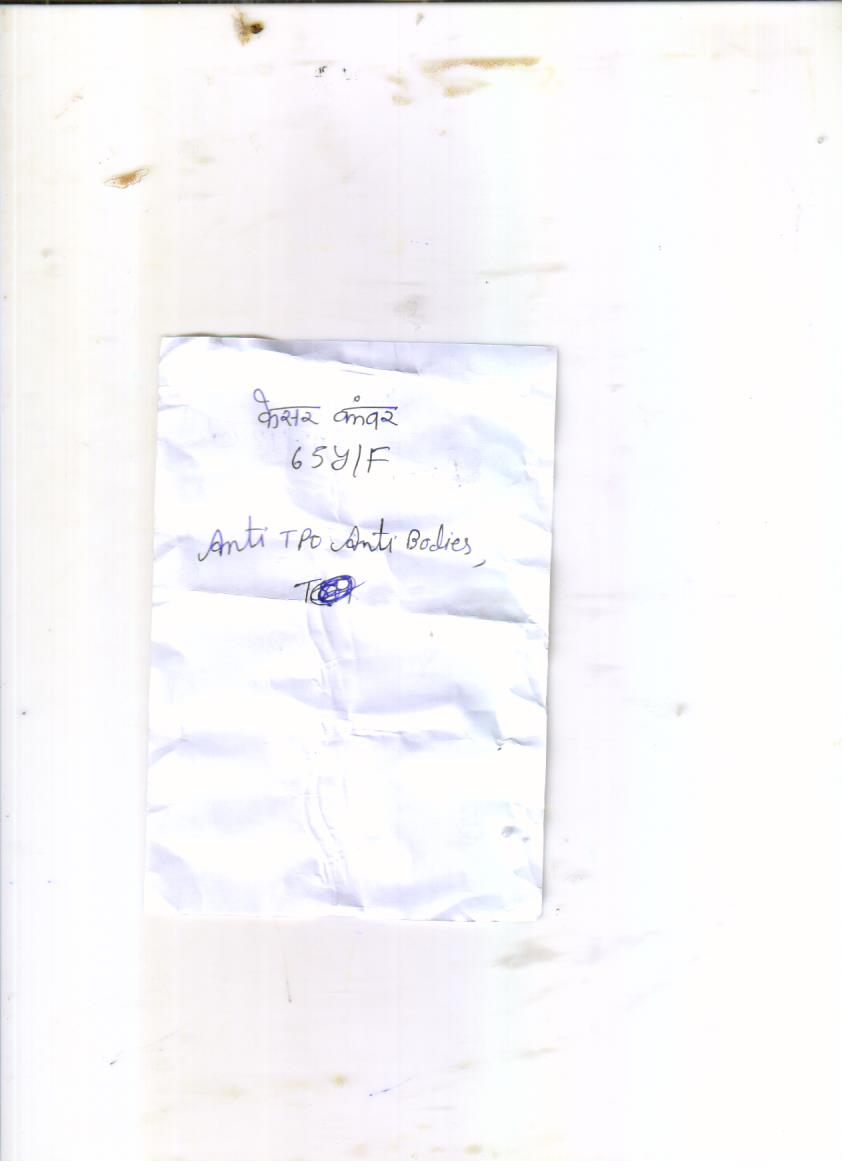 केसर कंवर
65Y/F
Anti TPO Anti Bodies,